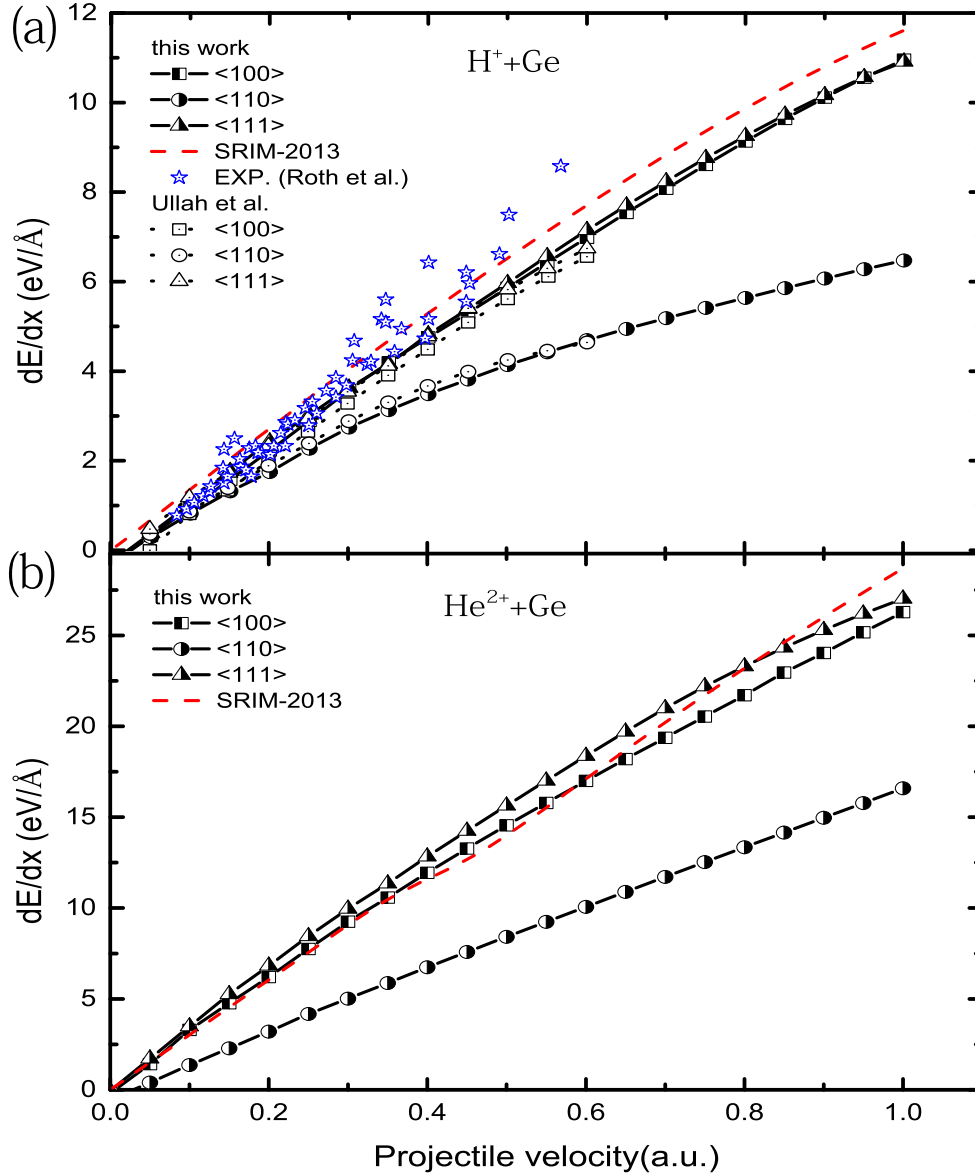 (a)
12
10
8
6
4
2
0
dE/dx (eV/Å)
this work
<100>
<110>
<111>
SRIM-2013
EXP. (Roth et al.)
Ullah et al.
<100>
<110>
<111>
H⁺+Ge
(b)
25
20
15
10
5
0
dE/dx (eV/Å)
this work
<100>
<110>
<111>
SRIM-2013
He²⁺+Ge
0.0 0.2 0.4 0.6 0.8 1.0
Projectile velocity(a.u.)